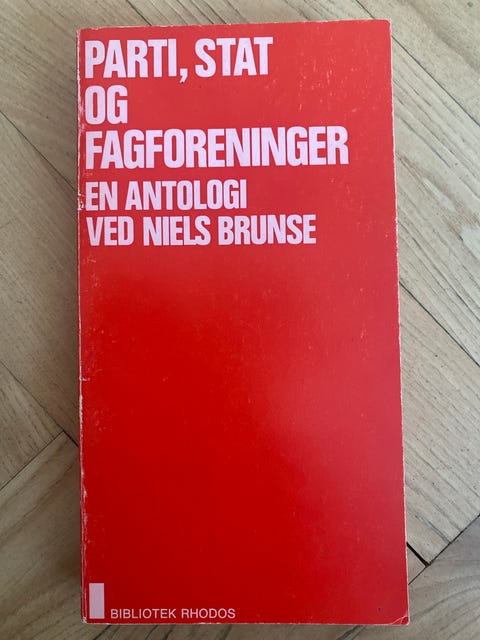 PARTI, STAT
OG
FAGFORENINGER
EN ANTOLOGI
VED NIELS BRUNSE
BIBLIOTEK RHODOS